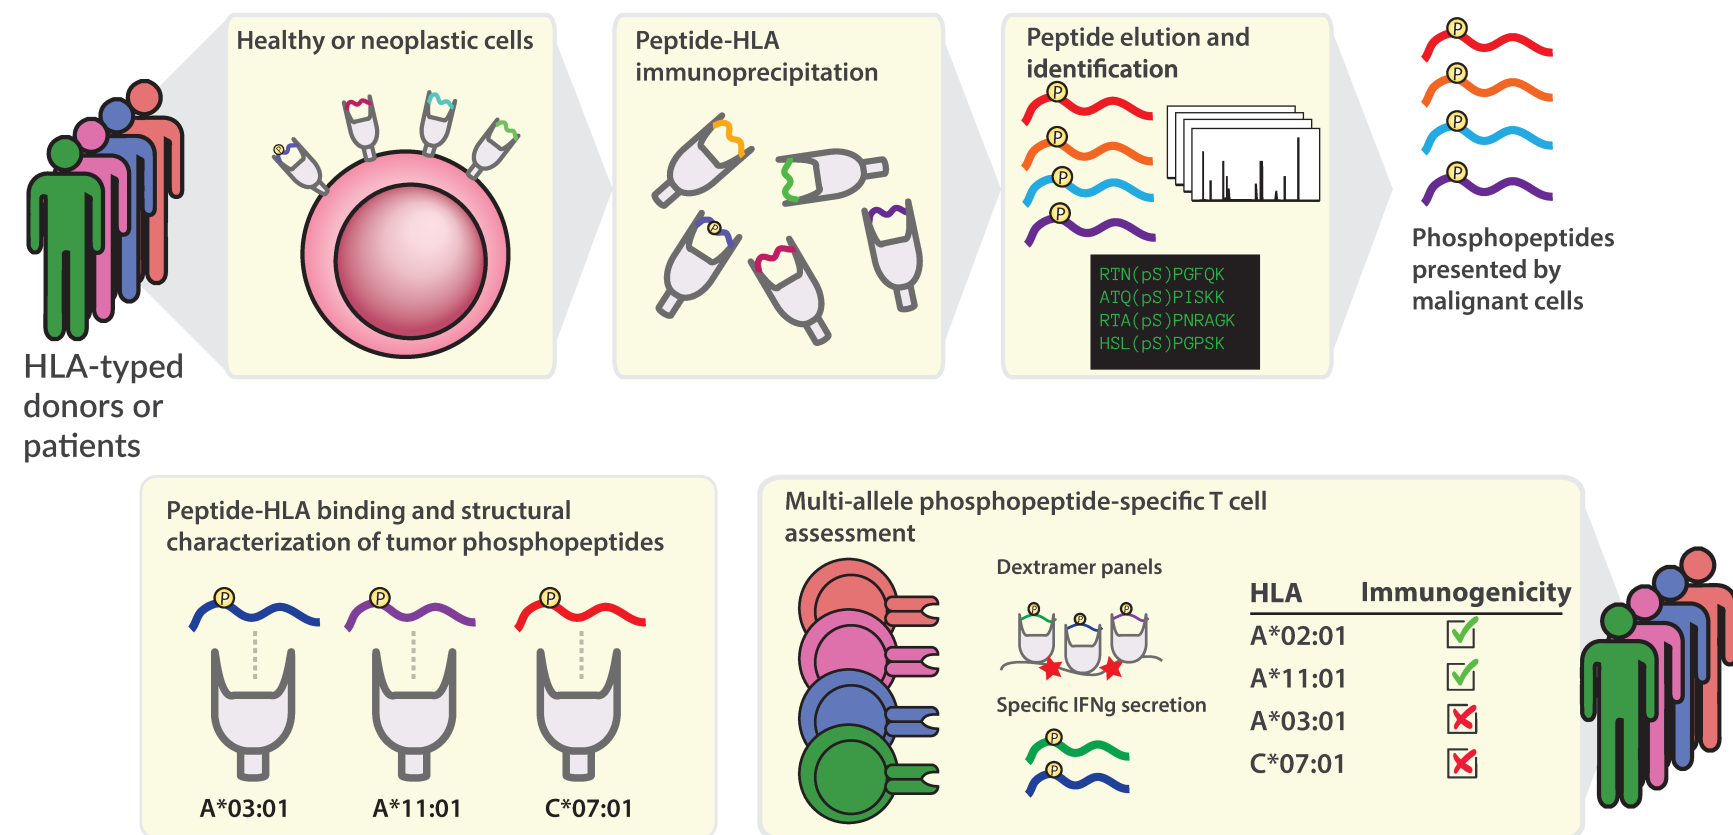 Healthy or neoplastic cells
Peptide-HLA
immunoprecipitation
Peptide elution and
identification
P
P
P
P
P
P
RTN(pS)PGFQK
ATQ(pS)PISKK
RTA(pS)PNRAGK
HSL(pS)PGPSK
P
P
P
P
Phosphopeptides
presented by
malignant cells
HLA-typed
donors or
patients
Peptide-HLA binding and structural
characterization of tumor phosphopeptides
P
P
P
A*03:01
A*11:01
C*07:01
Multi-allele phosphopeptide-specific T cell
assessment
Dextramer panels
P
P
P
Specific IFNg secretion
P
P
HLA Immunogenicity
A*02:01
A*11:01
A*03:01
C*07:01